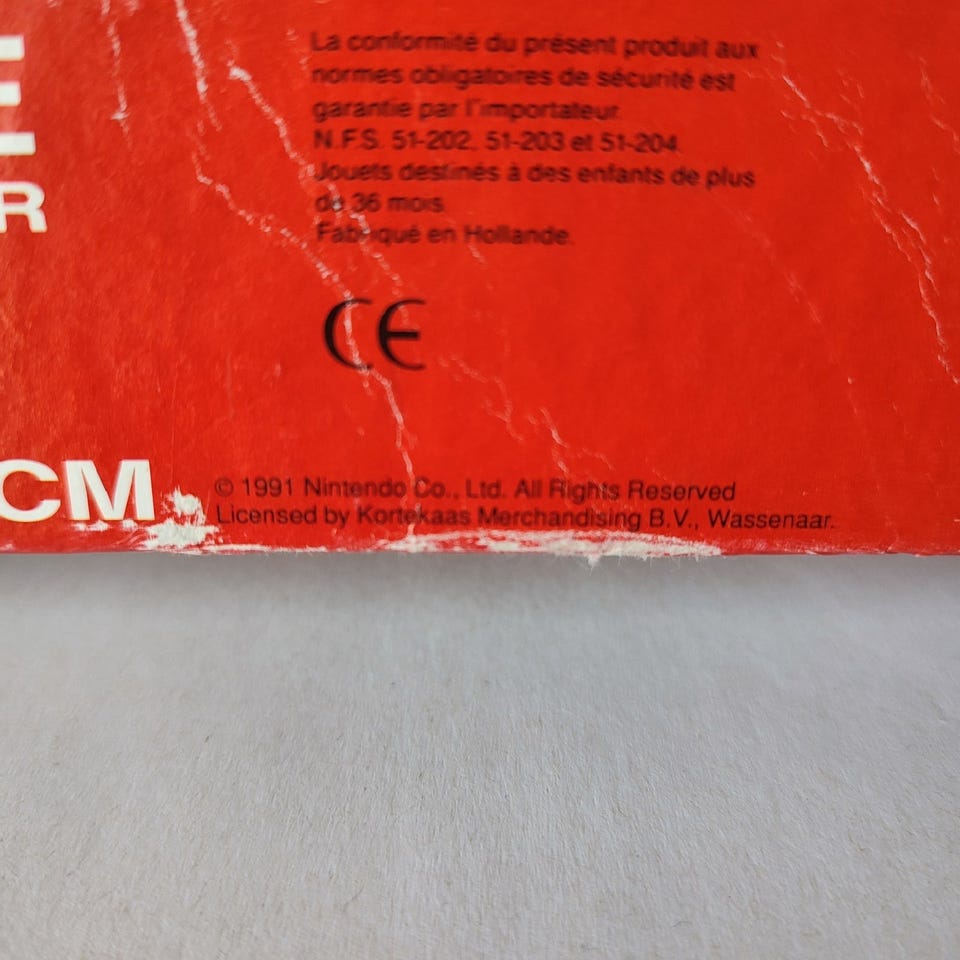 E
R
La conformité du présent produit aux
normes obligatoires de sécurité est
garantie par l'importateur.
N.F.S. 51-202, 51-203 et 51-204.
Jouets destinés à des enfants de plus
de 36 mois.
Fabriqué en Hollande.
CE
CM.
© 1991 Nintendo Co., Ltd. All Rights Reserved
Licensed by Kortekaas Merchandising B.V., Wassenaar.